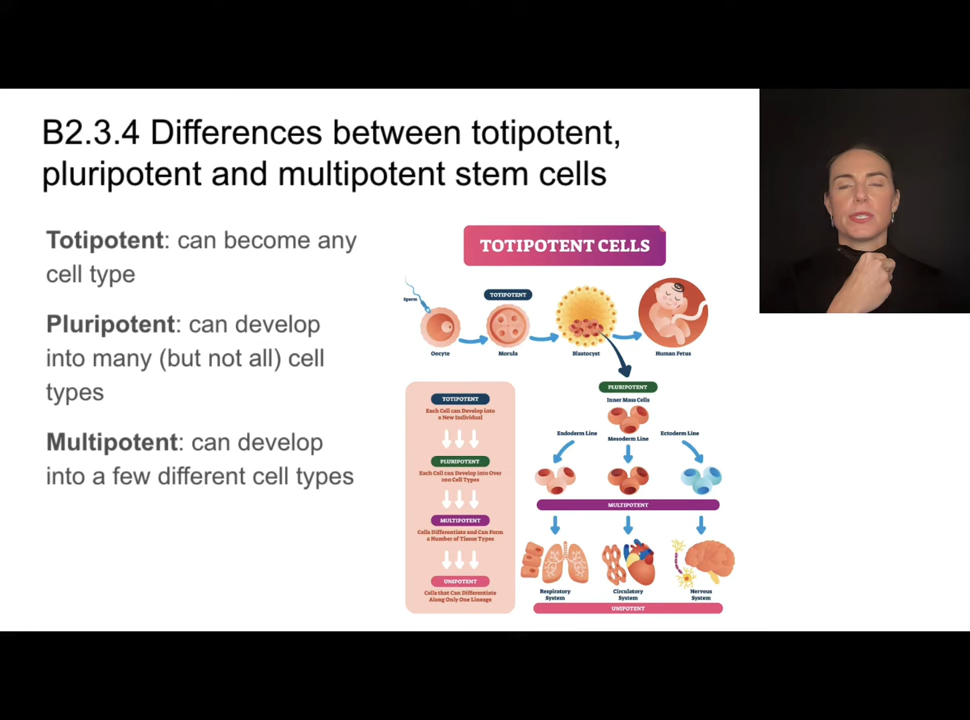 B2.3.4 Differences between totipotent,
pluripotent and multipotent stem cells
Totipotent: can become any
cell type
Pluripotent: can develop
into many (but not all) cell
types
Multipotent: can develop
into a few different cell types
TOTIPOTENT CELLS
Sperm
TOTIPOTENT
Oocyte
Morula
Blastocyst
Human Fetus
TOTIPOTENT
Each Cell can Develop into
a New Individual
PLURIPOTENT
Each Cell can Develop into Over
200 Cell Types
MULTIPOTENT
Cells Differentiate and Can Form
a Number of Tissue Types
UNIPOTENT
Cells that Can Differentiate
Along Only One Lineage
PLURIPOTENT
Inner Mass Cells
Endoderm Line
Mesoderm Line
Ectoderm Line
MULTIPOTENT
Respiratory
System
Circulatory
System
Nervous
System
UNIPOTENT